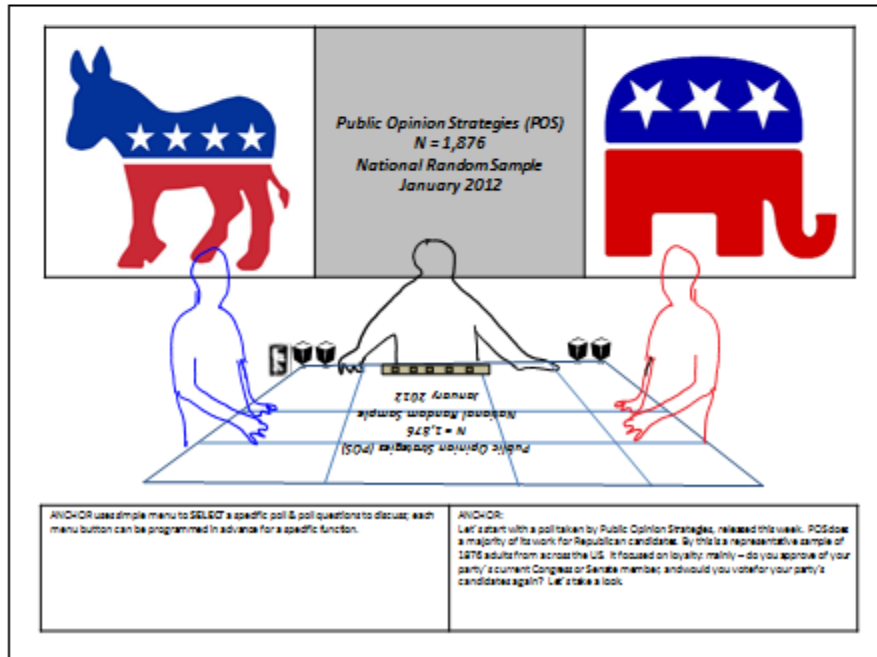 Public Opinion Strategies (POS)
N = 1,876
National Random Sample
January 2012
January 2012
National Random Sample
N = 1,876
Public Opinion Strategies (POS)
ANCHOR uses simple menu to SELECT a specific poll & poll questions to discuss; each
menu button can be programmed in advance for a specific function.
ANCHOR:
Let's start with a poll taken by Public Opinion Strategies, released this week. POS does
a majority of its work for Republican candidates. By this is a representative sample of
1876 adults from across the US. It focused on loyalty: mainly – do you approve of your
party's current Congress or Senate member, and would you vote for your party's
candidates again? Let's take a look.